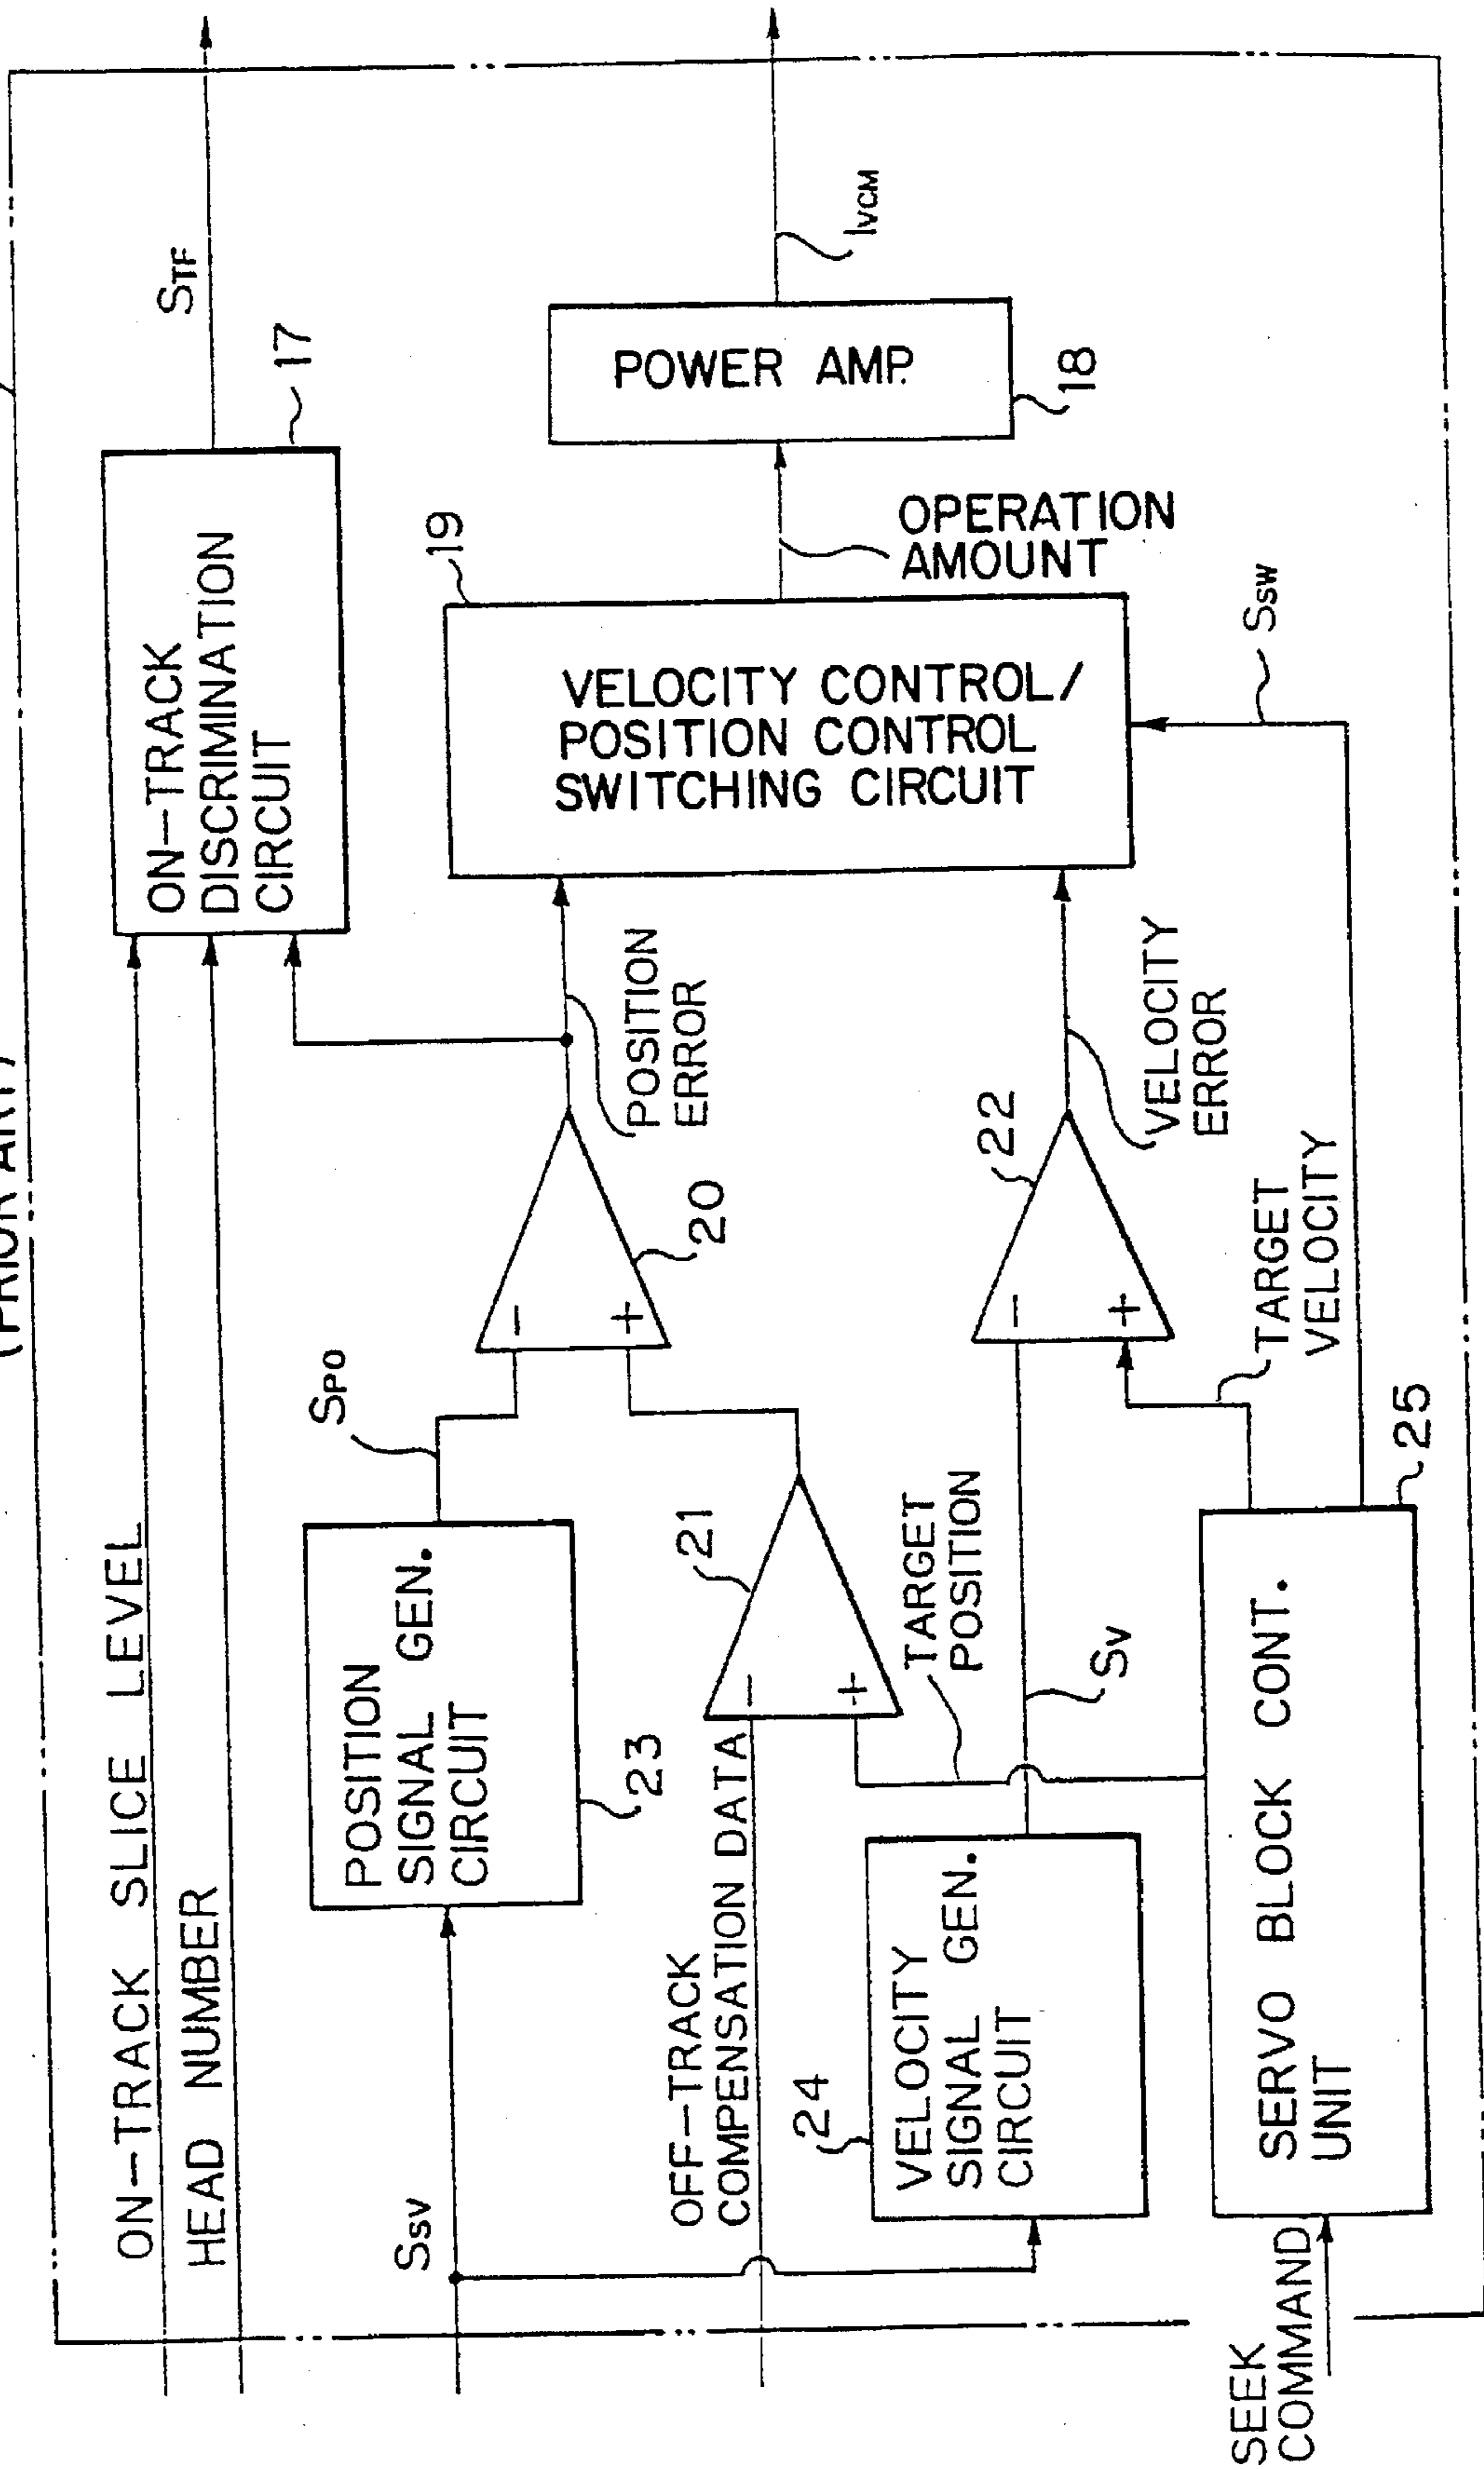 (PRIOR ART)
ON-TRACK SLICE LEVEL
HEAD NUMBER
ON-TRACK
DISCRIMINATION
CIRCUIT
17
STF
SSV
POSITION
SIGNAL GEN.
CIRCUIT
23
SPO
20
-
+
POSITION
ERROR
VELOCITY CONTROL/
POSITION CONTROL
SWITCHING CIRCUIT
19
OPERATION
AMOUNT
POWER AMP.
18
IVCM
OFF-TRACK
COMPENSATION DATA
21
-
+
TARGET
POSITION
24
VELOCITY
SIGNAL GEN.
CIRCUIT
SV
22
-
+
VELOCITY
ERROR
TARGET
VELOCITY
SSW
SEEK
COMMAND
SERVO BLOCK CONT.
UNIT
25